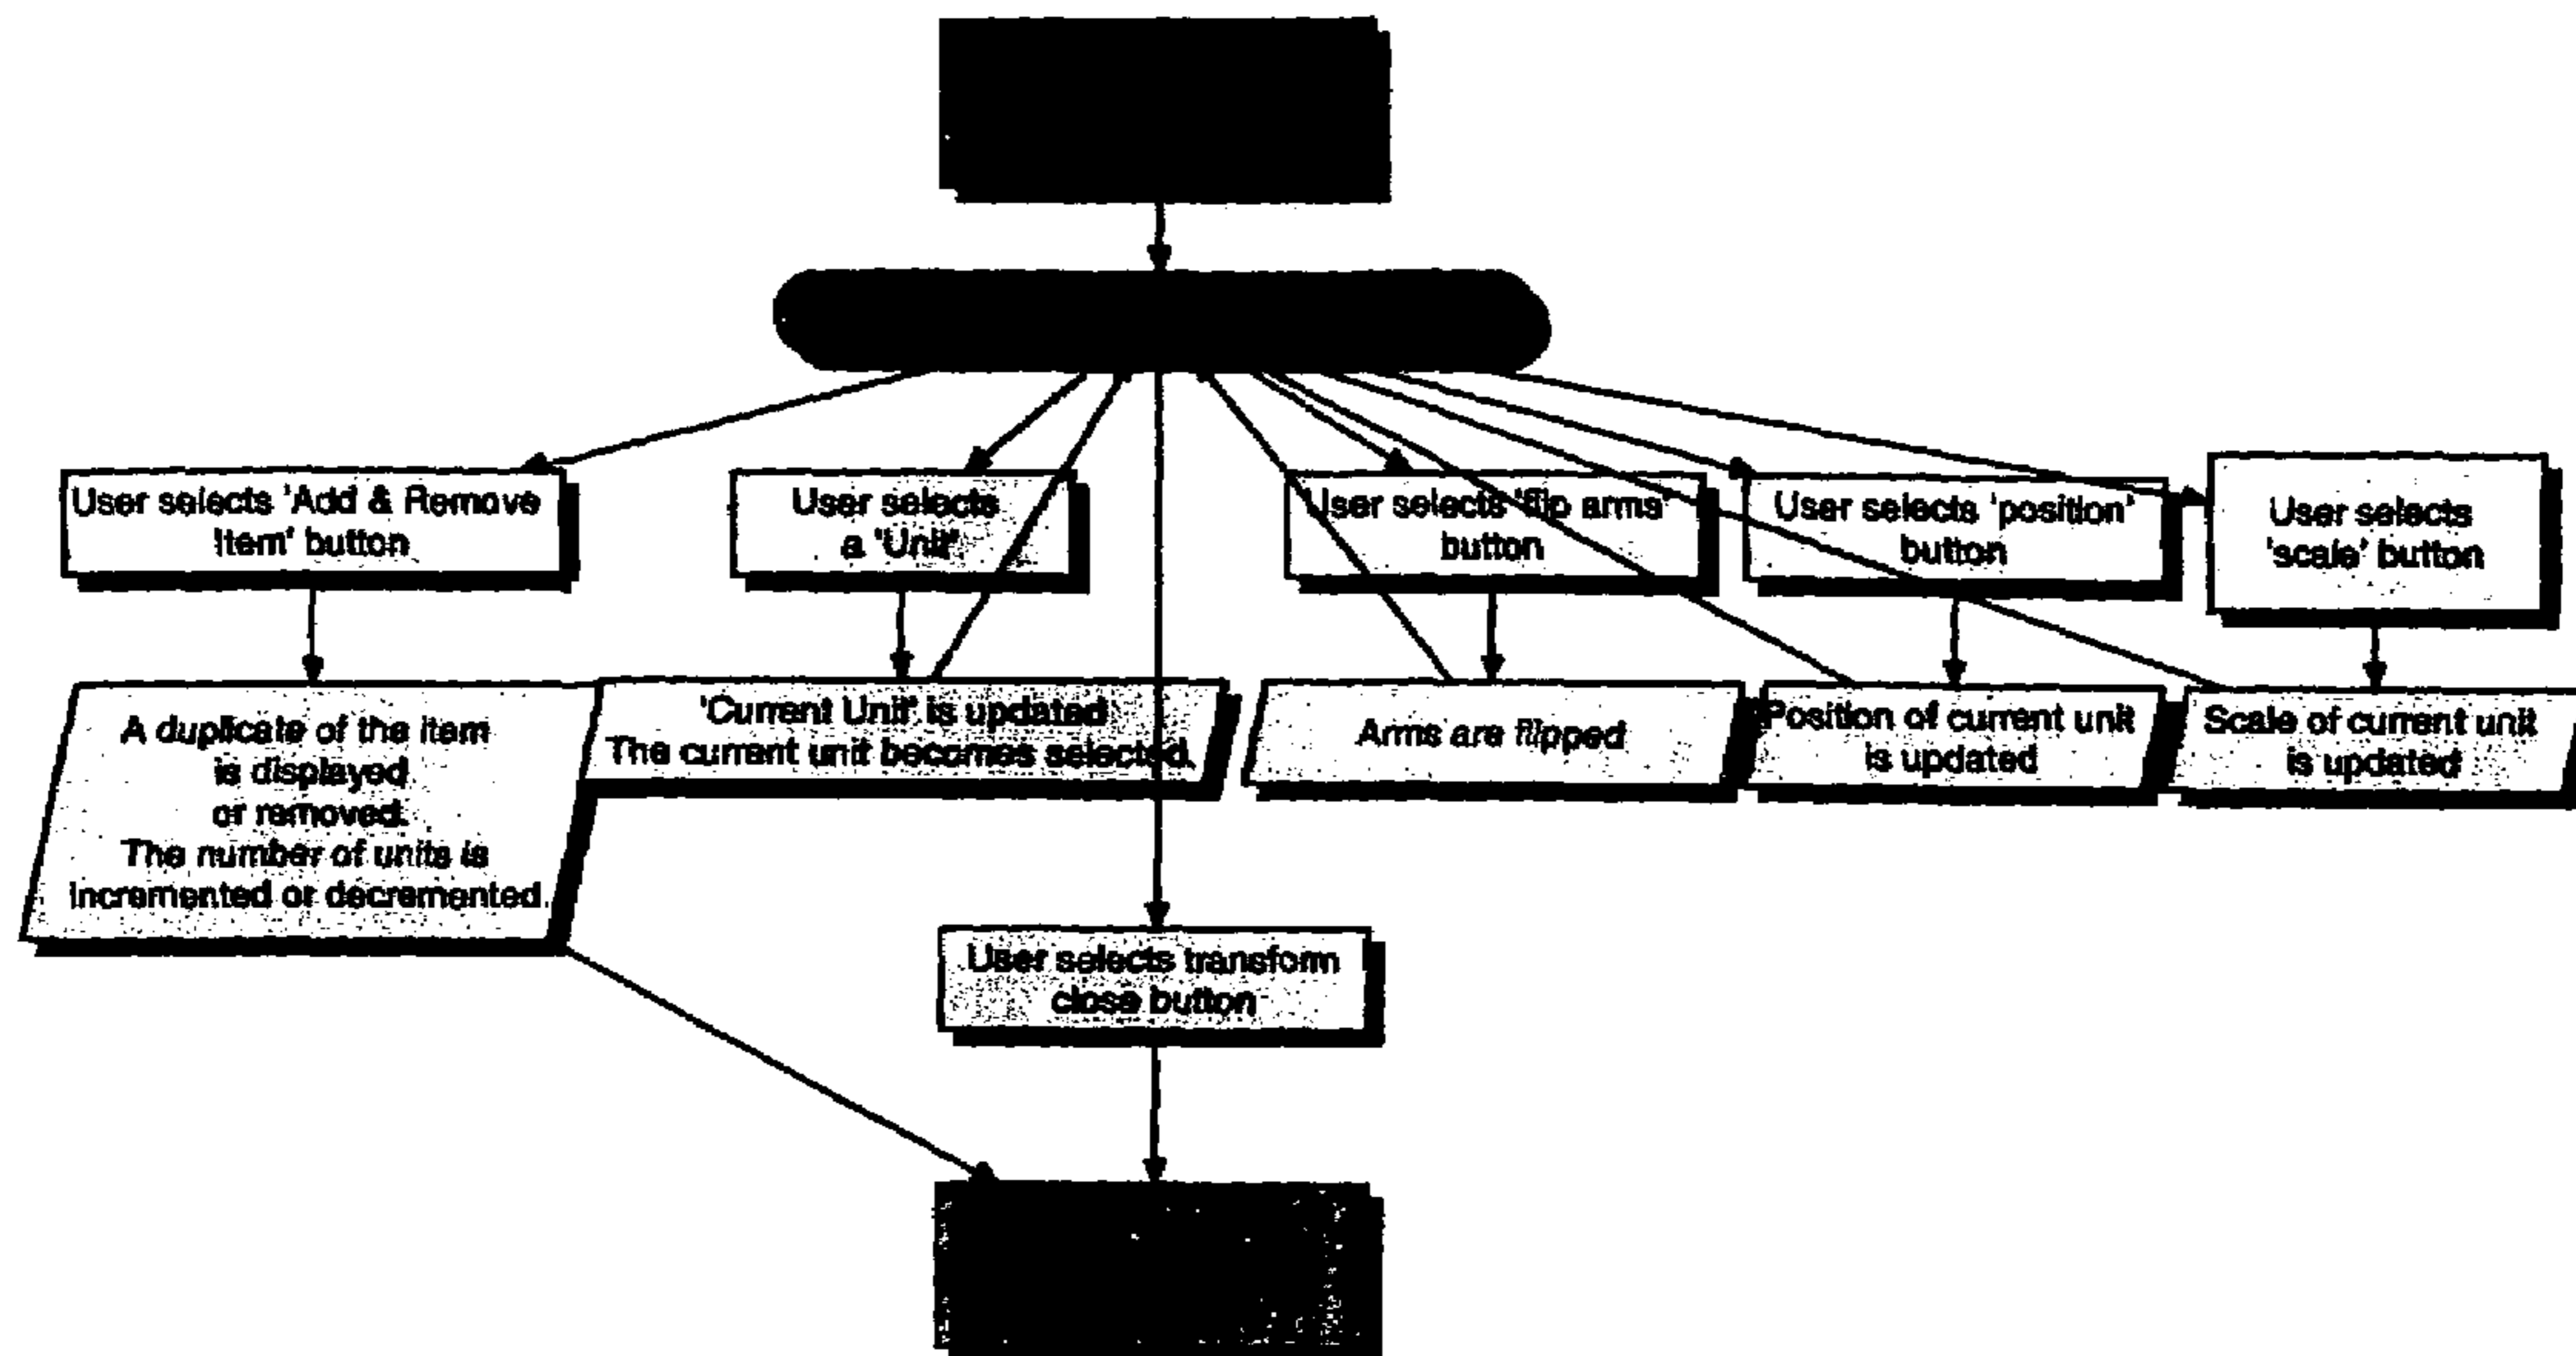 User selects 'Add & Remove
Item' button
User selects
a 'Unit'
User selects 'flip arms'
button
User selects 'position'
button
User selects
'scale' button
A duplicate of the item
is displayed
or removed.
The number of units is
incremented or decremented.
'Current Unit' is updated
The current unit becomes selected.
Arms are flipped
Position of current unit
is updated
Scale of current unit
is updated
User selects transform
close button